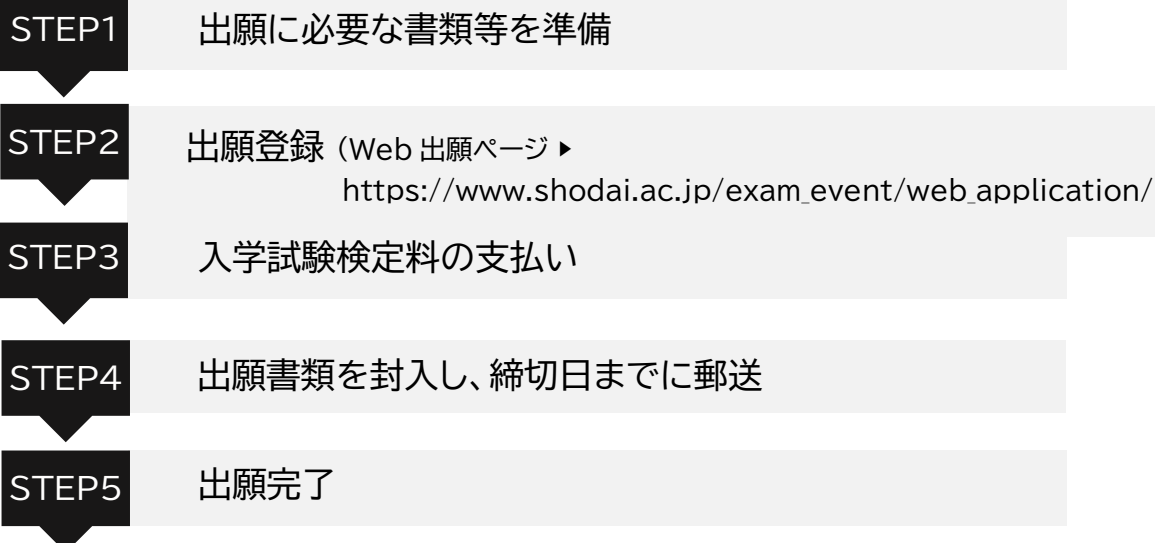 STEP1 出願に必要な書類等を準備
STEP2 出願登録 (Web 出願ページ ▶
https://www.shodai.ac.jp/exam_event/web_application/
STEP3 入学試験検定料の支払い
STEP4 出願書類を封入し、締切日までに郵送
STEP5 出願完了